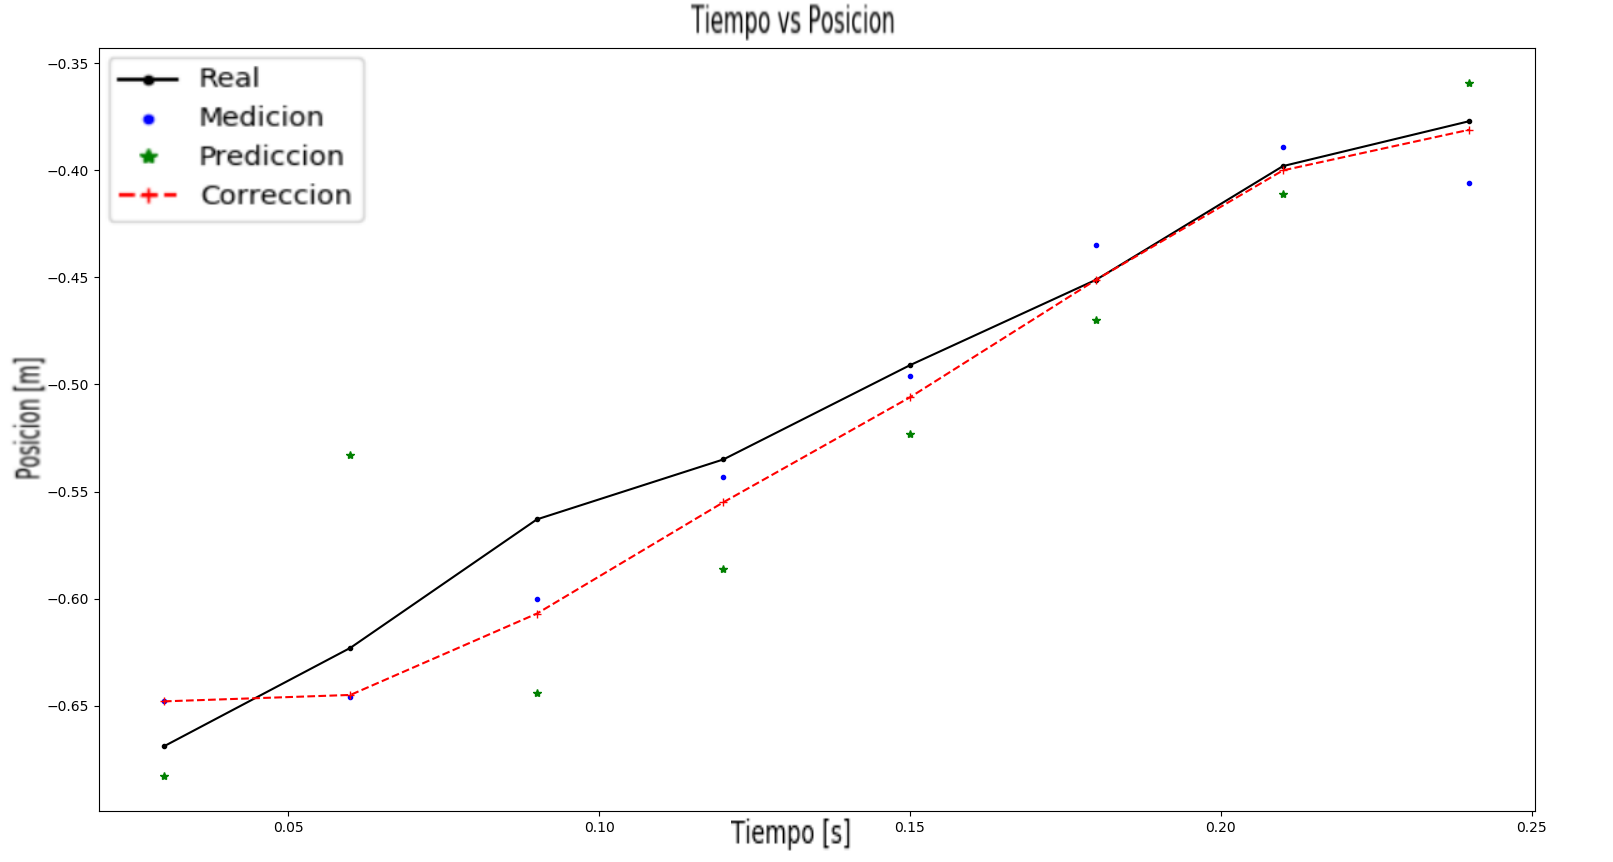 Tiempo vs Posicion
Real
Medicion
Prediccion
Correccion
Posicion [m]
−0.35
−0.40
−0.45
−0.50
−0.55
−0.60
−0.65
0.05
0.10
0.15
0.20
0.25
Tiempo [s]